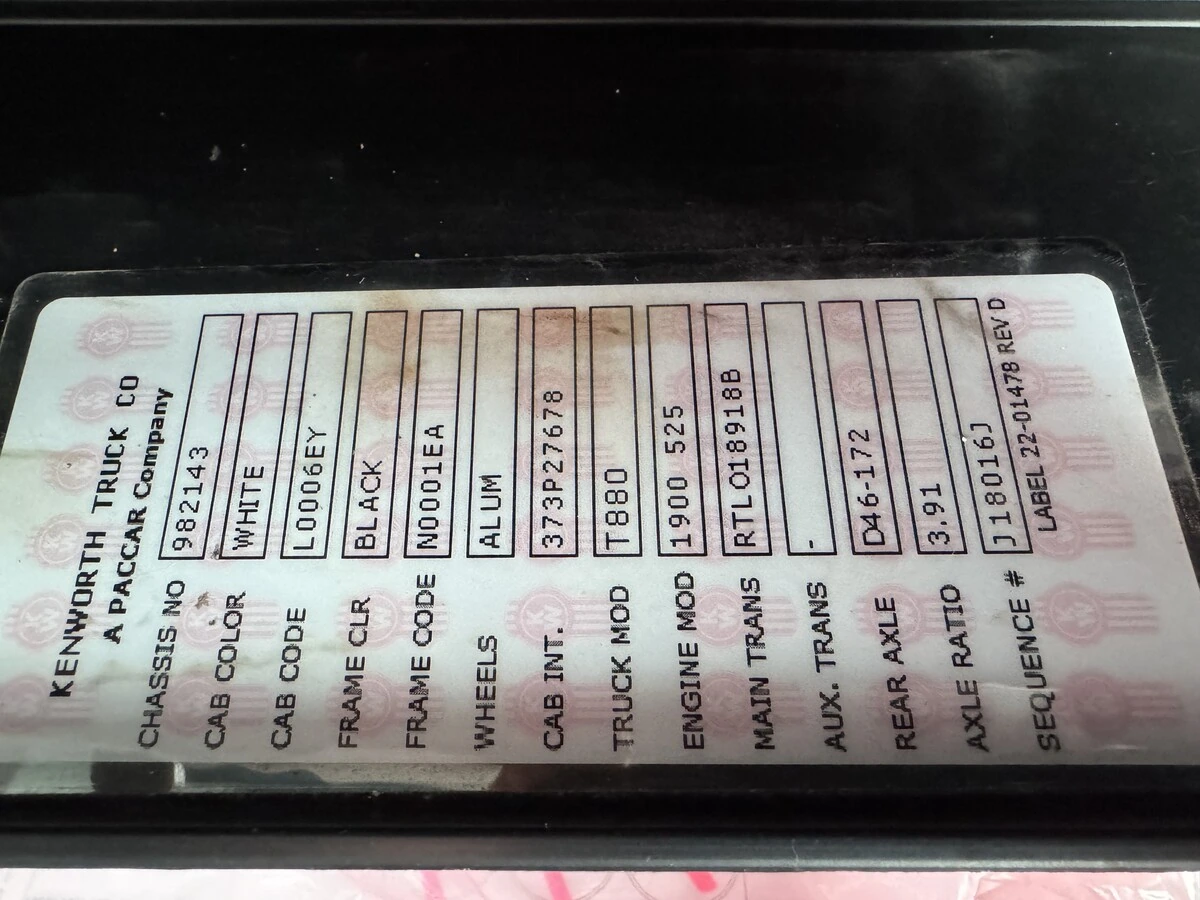 KENWORTH TRUCK CO
A PACCAR Company
CHASSIS NO 982143
CAB COLOR WHITE
CAB CODE L0006EY
FRAME CLR BLACK
FRAME CODE N0001EA
WHEELS ALUM
CAB INT. 373P27678
TRUCK MOD T880
ENGINE MOD 1900 525
MAIN TRANS RTLO18918B
AUX. TRANS -
REAR AXLE D46-172
AXLE RATIO 3.91
SEQUENCE # J18016J
LABEL 22-01478 REV D